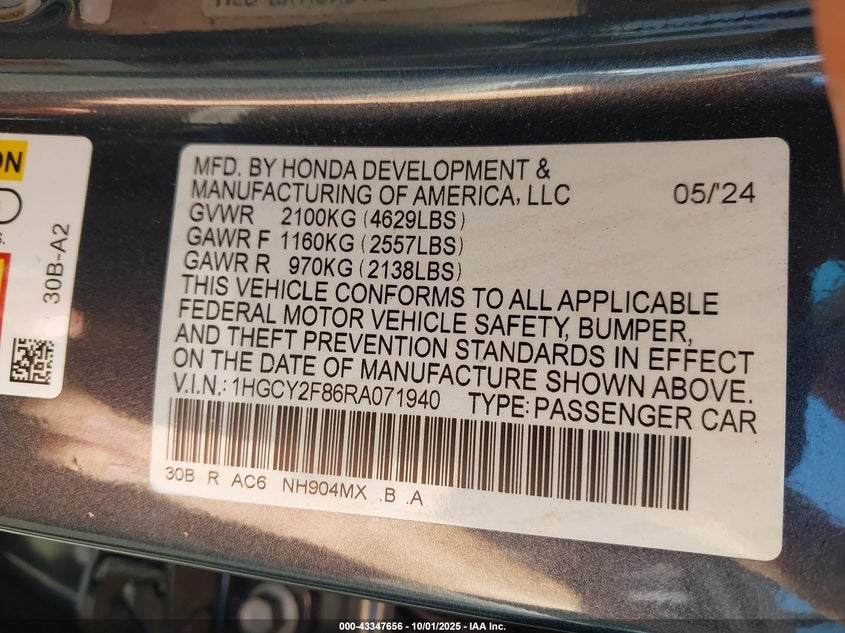 ON
30B-A2
MFD. BY HONDA DEVELOPMENT &
MANUFACTURING OF AMERICA, LLC 05/'24
GVWR 2100KG (4629LBS)
GAWR F 1160KG (2557LBS)
GAWR R 970KG (2138LBS)
THIS VEHICLE CONFORMS TO ALL APPLICABLE
FEDERAL MOTOR VEHICLE SAFETY, BUMPER,
AND THEFT PREVENTION STANDARDS IN EFFECT
ON THE DATE OF MANUFACTURE SHOWN ABOVE.
V.I.N.: 1HGCY2F86RA071940 TYPE: PASSENGER CAR
30B R AC6 NH904MX .B .A
000-43347656 - 10/01/2025 - IAA Inc.